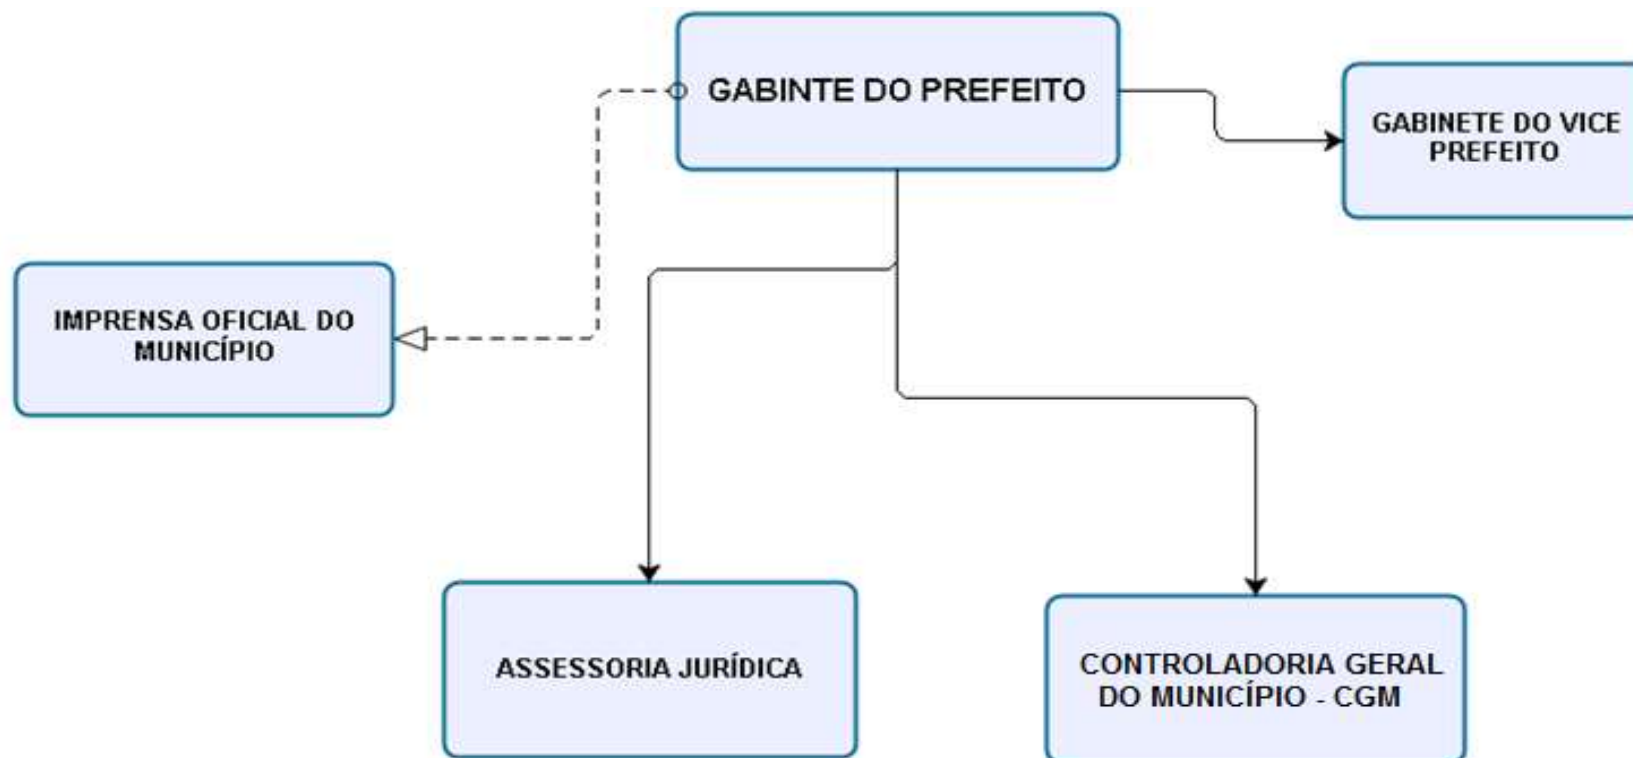 GABINTE DO PREFEITO
GABINETE DO VICE
PREFEITO
IMPRENSA OFICIAL DO
MUNICÍPIO
ASSESSORIA JURÍDICA
CONTROLADORIA GERAL
DO MUNICÍPIO - CGM